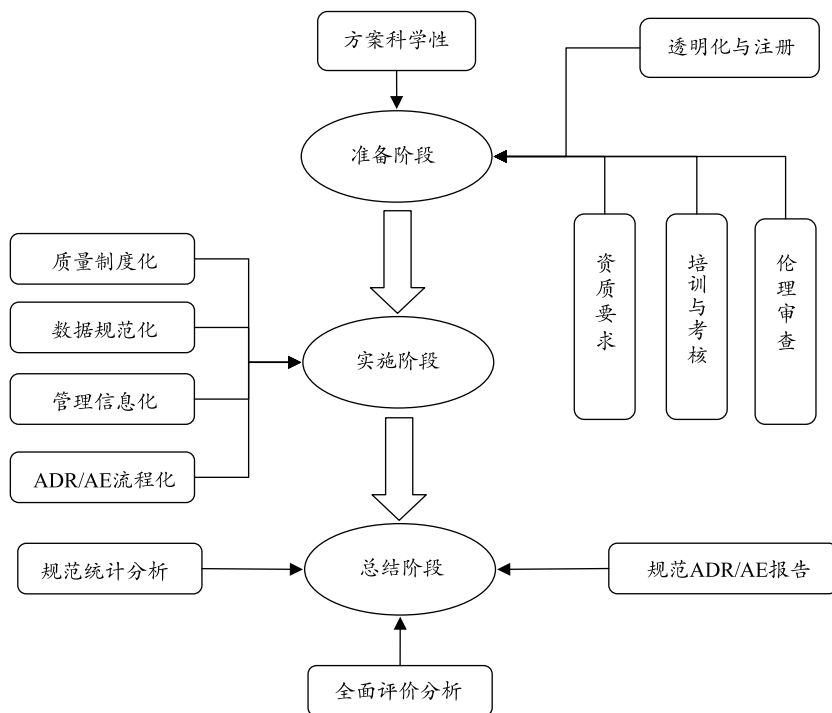 方案科学性
透明化与注册
准备阶段
资质要求
培训与考核
伦理审查
质量制度化
数据规范化
管理信息化
ADR/AE流程化
实施阶段
总结阶段
规范统计分析
规范ADR/AE报告
全面评价分析